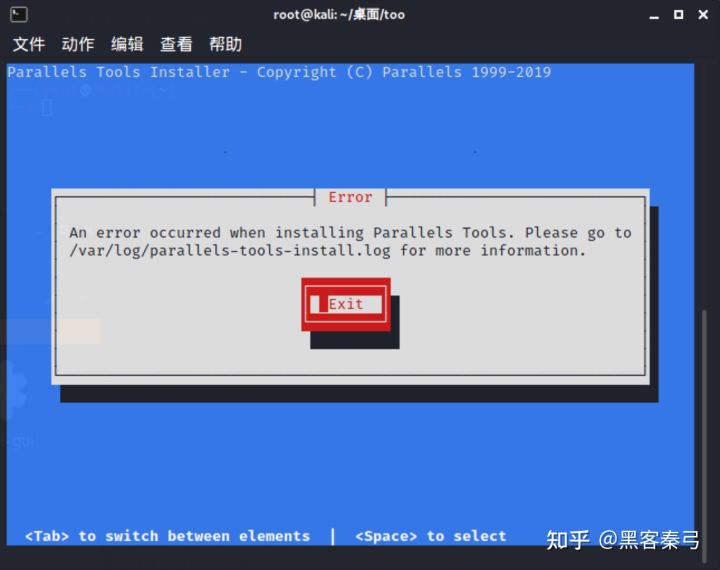 root@kali: ~/桌面/too
文件 动作 编辑 查看 帮助
Parallels Tools Installer - Copyright (C) Parallels 1999-2019
Error
An error occurred when installing Parallels Tools. Please go to
/var/log/parallels-tools-install.log for more information.
Exit
-gui
<Tab> to switch between elements | <Space> to select
知乎 @黑客秦弓